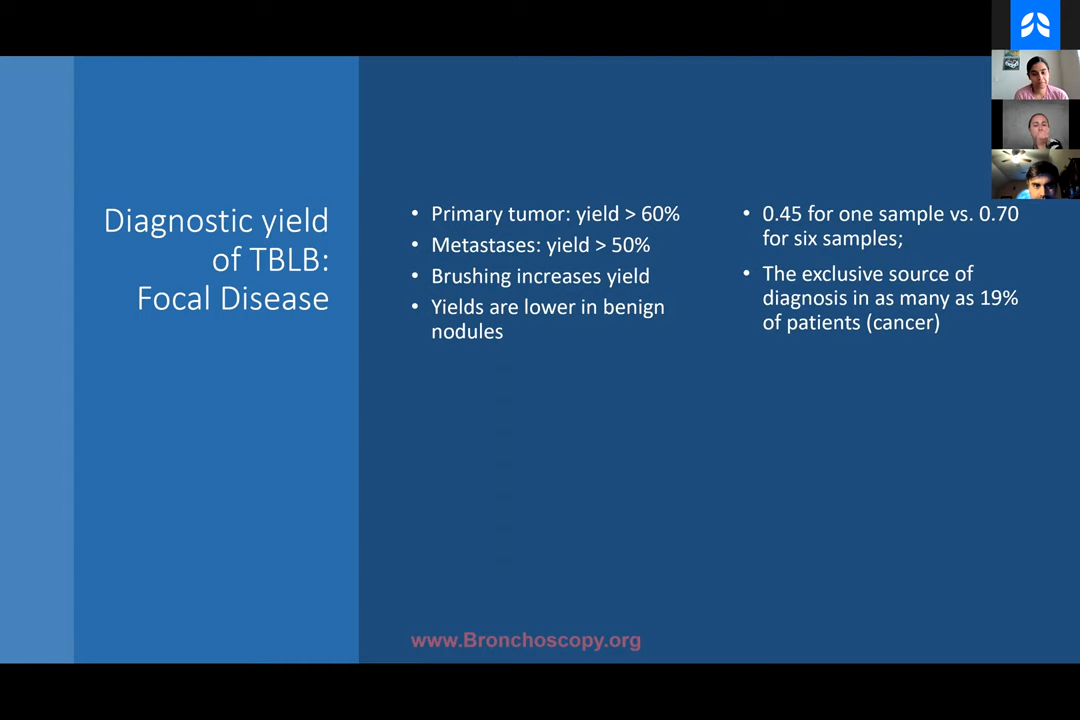 Diagnostic yield
of TBLB:
Focal Disease
• Primary tumor: yield > 60%
• Metastases: yield > 50%
• Brushing increases yield
• Yields are lower in benign
nodules
• 0.45 for one sample vs. 0.70
for six samples;
• The exclusive source of
diagnosis in as many as 19%
of patients (cancer)
www.Bronchoscopy.org